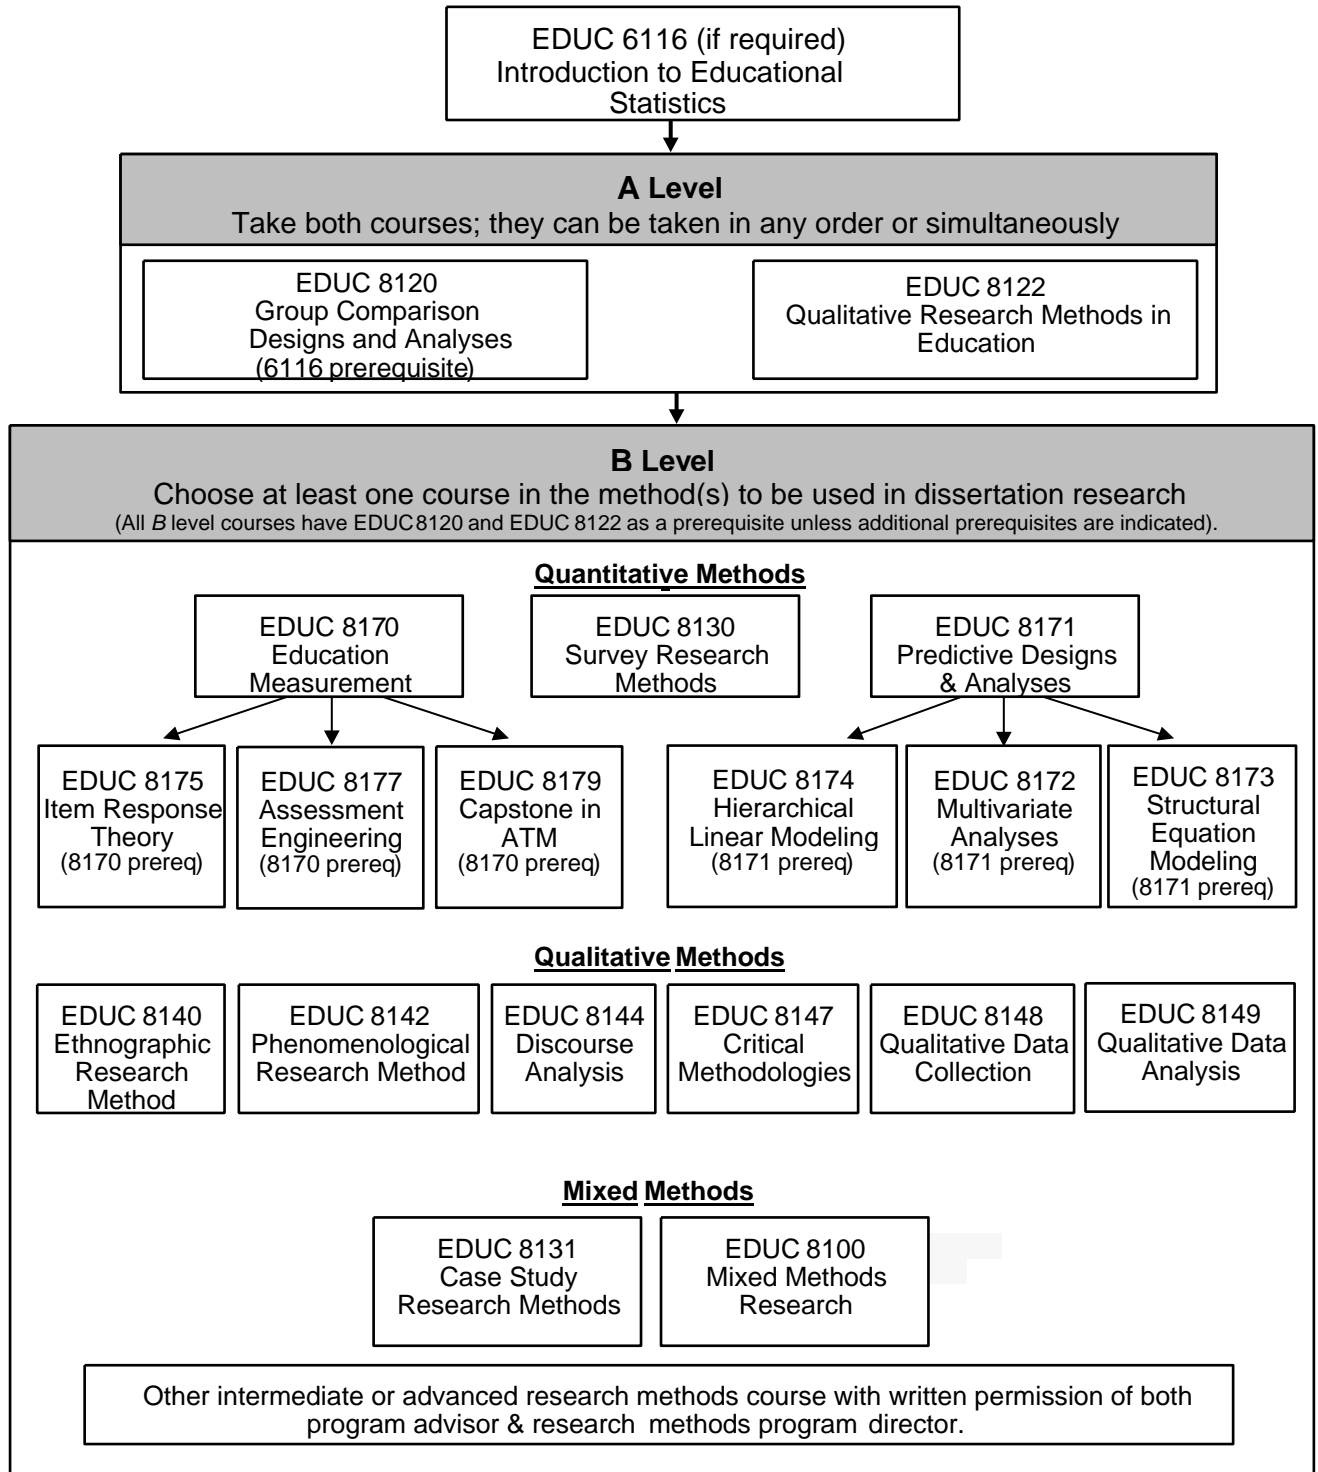 EDUC 6116 (if required)
Introduction to Educational
Statistics
A Level
Take both courses; they can be taken in any order or simultaneously
EDUC 8120
Group Comparison
Designs and Analyses
(6116 prerequisite)
EDUC 8122
Qualitative Research Methods in
Education
B Level
Choose at least one course in the method(s) to be used in dissertation research
(All B level courses have EDUC 8120 and EDUC 8122 as a prerequisite unless additional prerequisites are indicated).
Quantitative Methods
EDUC 8170
Education
Measurement
EDUC 8130
Survey Research
Methods
EDUC 8171
Predictive Designs
& Analyses
EDUC 8175
Item Response
Theory
(8170 prereq)
EDUC 8177
Assessment
Engineering
(8170 prereq)
EDUC 8179
Capstone in
ATM
(8170 prereq)
EDUC 8174
Hierarchical
Linear Modeling
(8171 prereq)
EDUC 8172
Multivariate
Analyses
(8171 prereq)
EDUC 8173
Structural
Equation
Modeling
(8171 prereq)
Qualitative Methods
EDUC 8140
Ethnographic
Research
Method
EDUC 8142
Phenomenological
Research Method
EDUC 8144
Discourse
Analysis
EDUC 8147
Critical
Methodologies
EDUC 8148
Qualitative Data
Collection
EDUC 8149
Qualitative Data
Analysis
Mixed Methods
EDUC 8131
Case Study
Research Methods
EDUC 8100
Mixed Methods
Research
Other intermediate or advanced research methods course with written permission of both
program advisor & research methods program director.